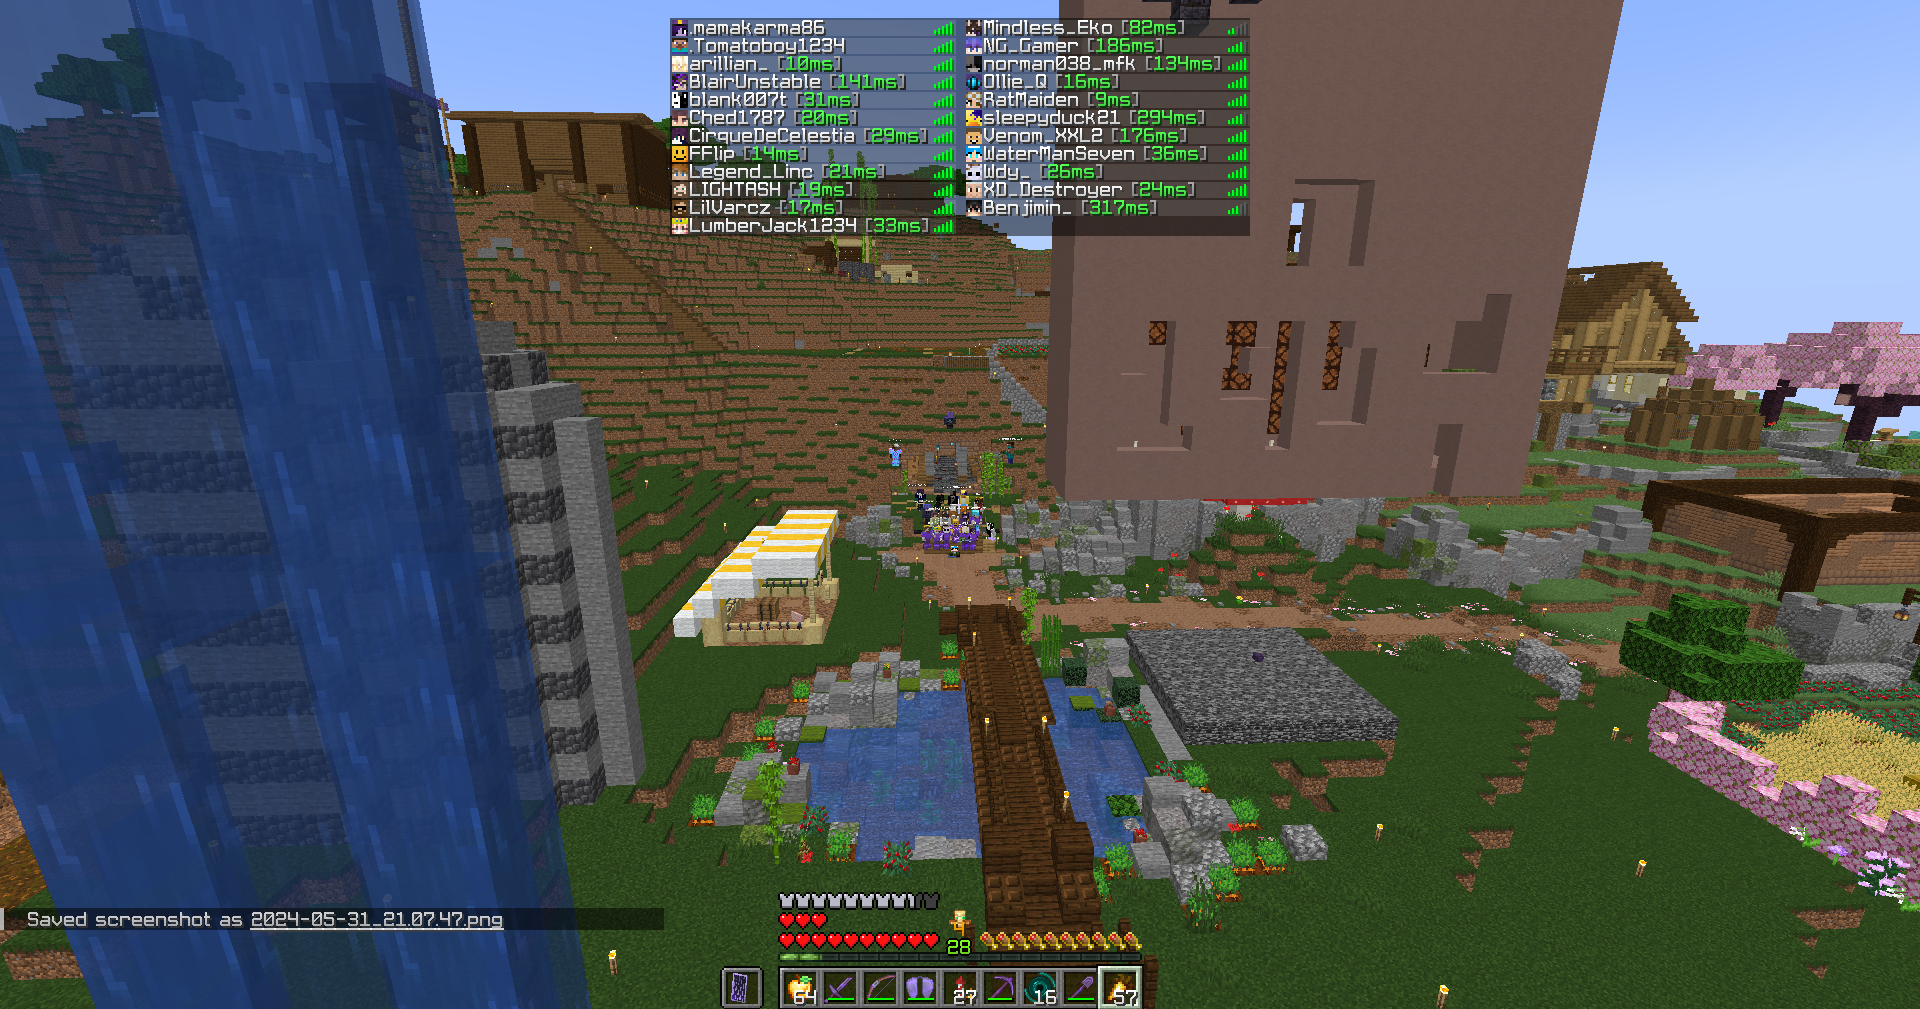 .mamakarma86
.Tomatoboy1234
arillian_ [10ms]
BlairUnstable [141ms]
blank007t [31ms]
Ched1787 [20ms]
CirqueDeCelestia [29ms]
FFlip [14ms]
Legend_Linc [21ms]
LIGHTASH [19ms]
LilVarcz [17ms]
LumberJack1234 [33ms]
Mindless_Eko [82ms]
NG_Gamer [186ms]
norman038_mfk [134ms]
Ollie_Q [16ms]
RatMaiden [9ms]
sleepyduck21 [294ms]
Venom_XXL2 [176ms]
WaterManSeven [36ms]
Wdy_ [26ms]
XD_Destroyer [24ms]
Benjimin_ [317ms]
Saved screenshot as 2024-05-31_21.07.47.png
28
64
27
16
57